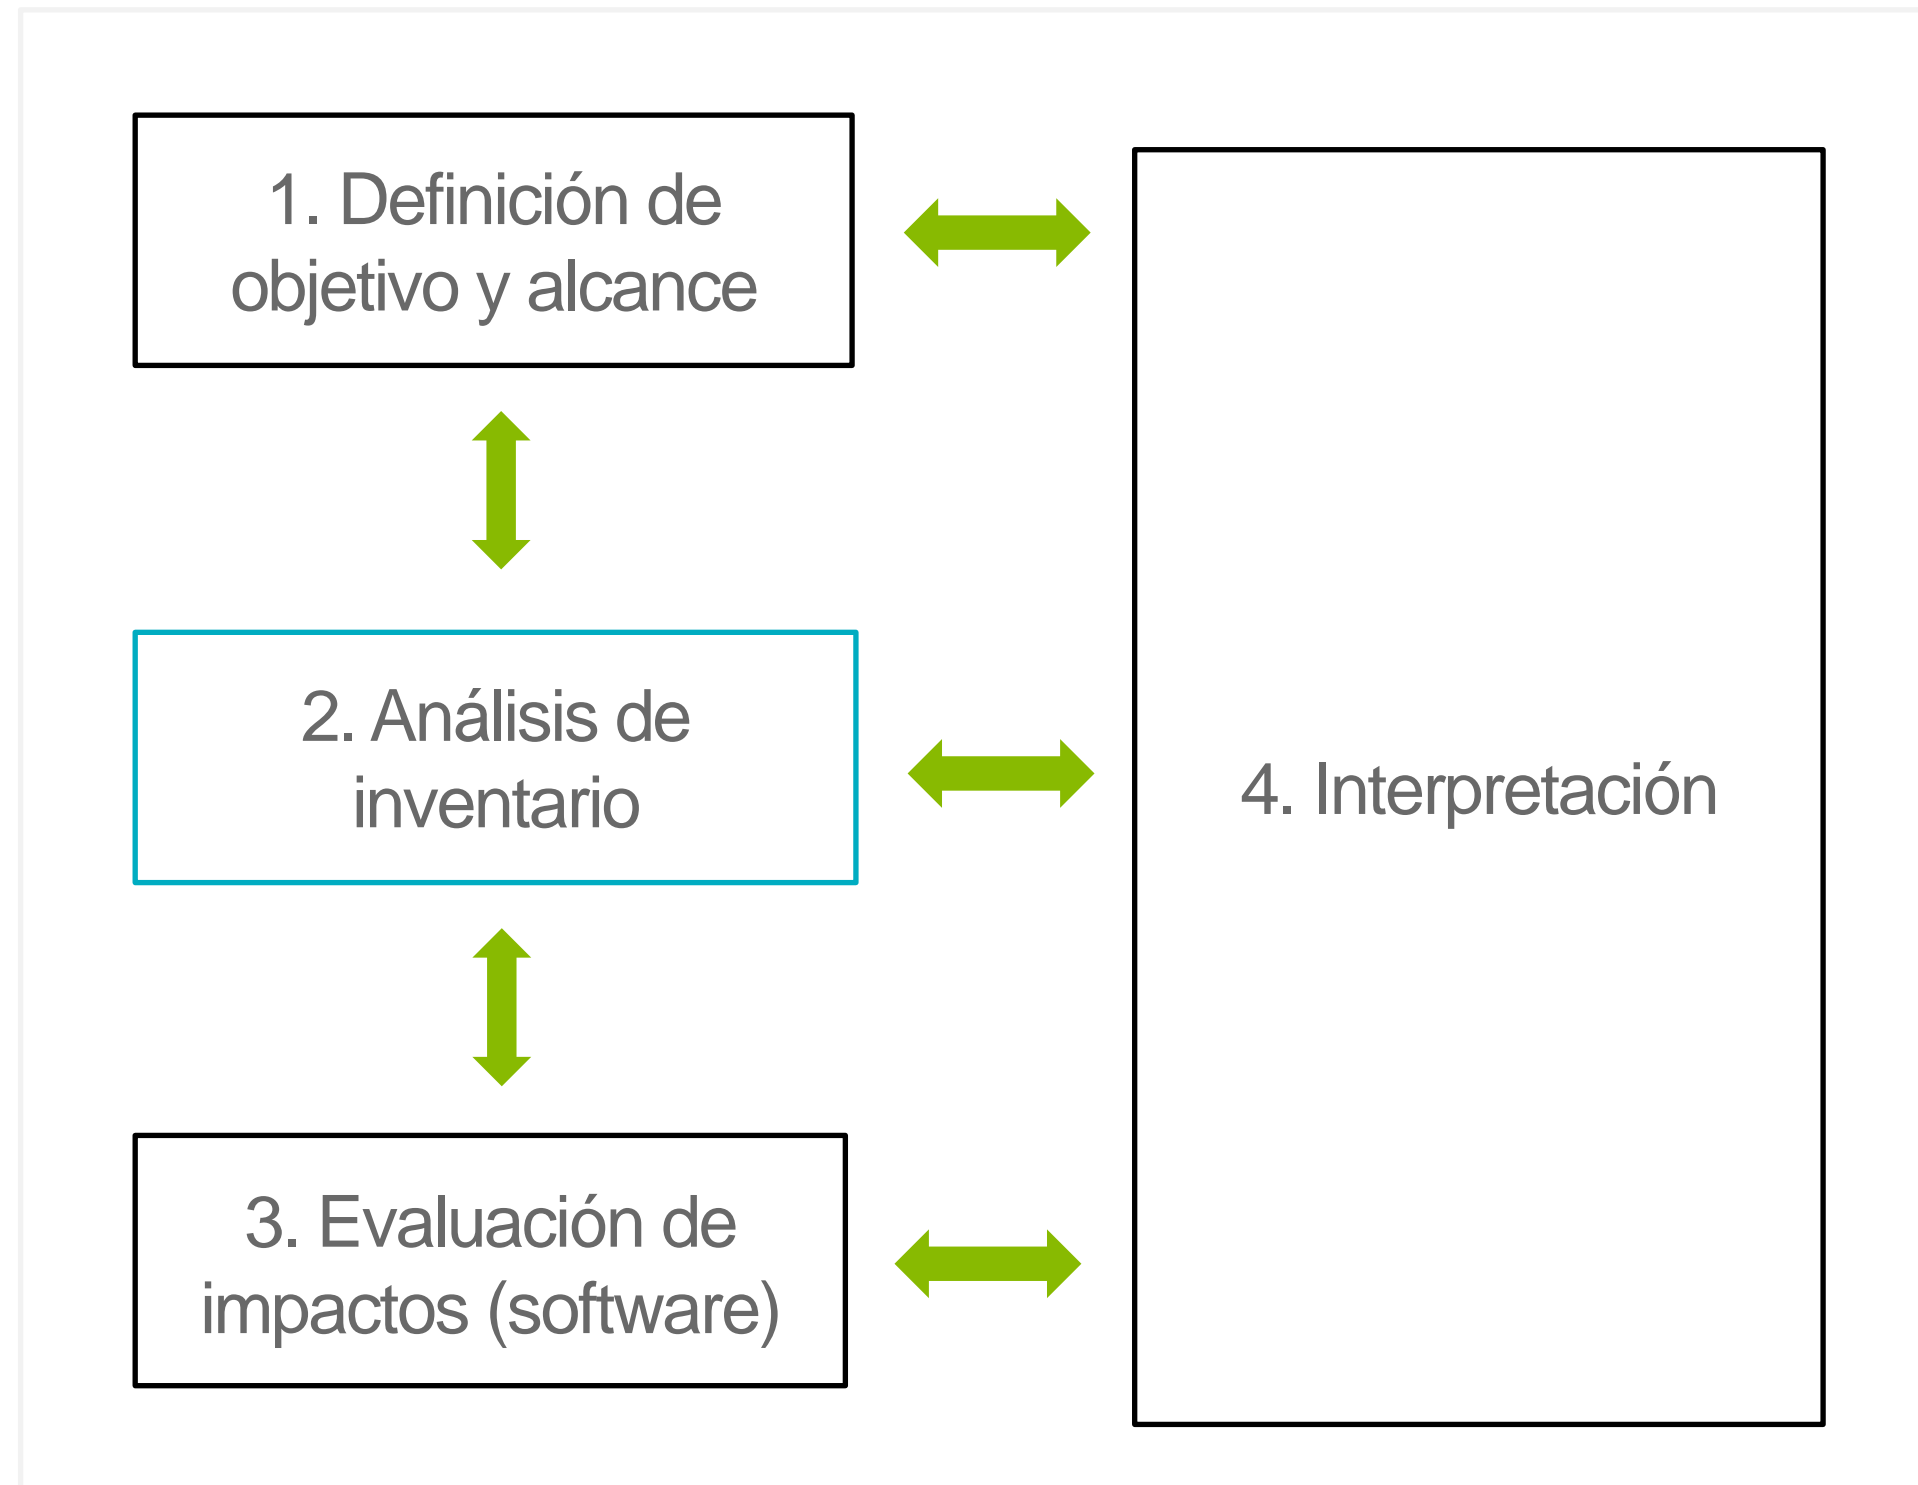 1. Definición de
objetivo y alcance
2. Análisis de
inventario
3. Evaluación de
impactos (software)
4. Interpretación